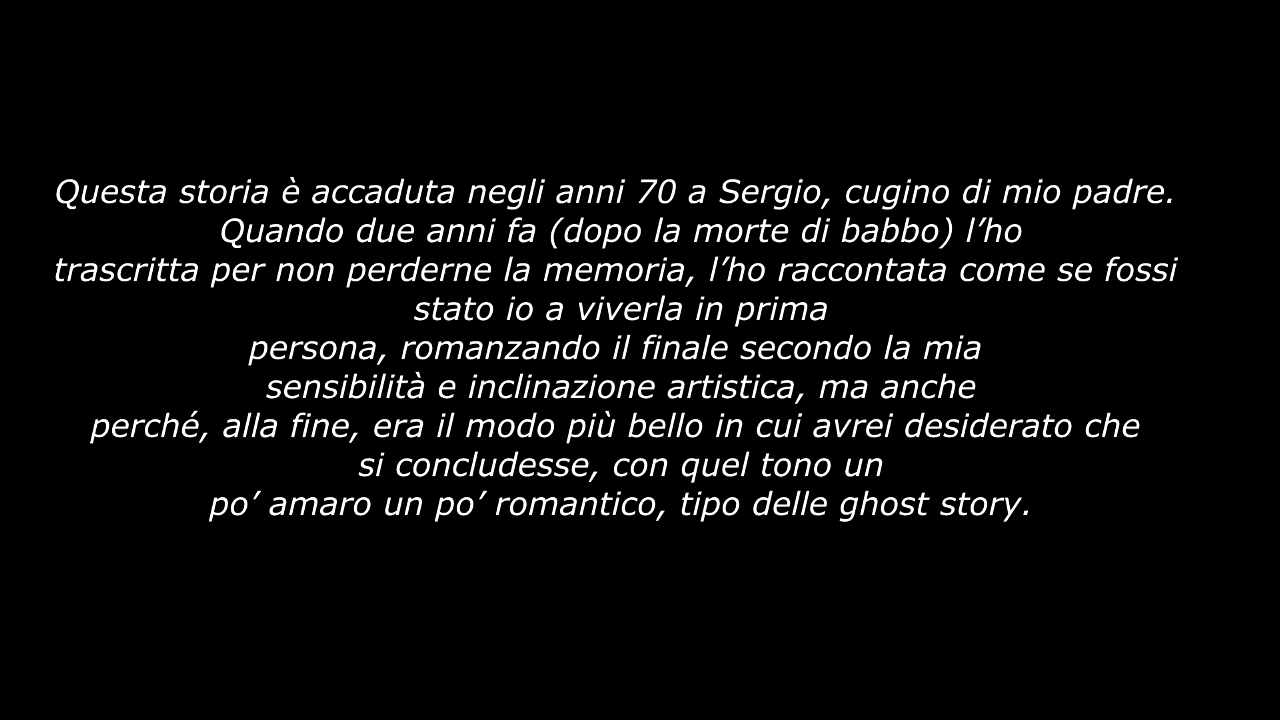 Questa storia è accaduta negli anni 70 a Sergio, cugino di mio padre.
Quando due anni fa (dopo la morte di babbo) l’ho
trascritta per non perderne la memoria, l’ho raccontata come se fossi
stato io a viverla in prima
persona, romanzando il finale secondo la mia
sensibilità e inclinazione artistica, ma anche
perché, alla fine, era il modo più bello in cui avrei desiderato che
si concludesse, con quel tono un
po’ amaro un po’ romantico, tipo delle ghost story.